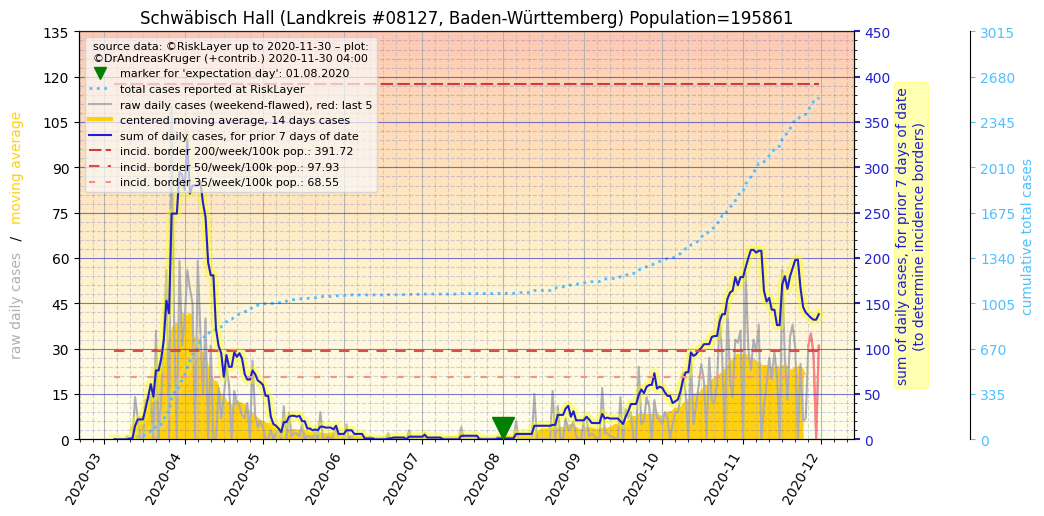 Schwäbisch Hall (Landkreis #08127, Baden-Württemberg) Population=195861
source data: ©RiskLayer up to 2020-11-30 – plot:
©DrAndreasKruger (+contrib.) 2020-11-30 04:00
marker for 'expectation day': 01.08.2020
total cases reported at RiskLayer
raw daily cases (weekend-flawed), red: last 5
centered moving average, 14 days cases
sum of daily cases, for prior 7 days of date
incid. border 200/week/100k pop.: 391.72
incid. border 50/week/100k pop.: 97.93
incid. border 35/week/100k pop.: 68.55
raw daily cases / moving average
135
120
105
90
75
60
45
30
15
0
2020-03
2020-04
2020-05
2020-06
2020-07
2020-08
2020-09
2020-10
2020-11
2020-12
450
400
350
300
250
200
150
100
50
0
sum of daily cases, for prior 7 days of date
(to determine incidence borders)
3015
2680
2345
2010
1675
1340
1005
670
335
0
cumulative total cases